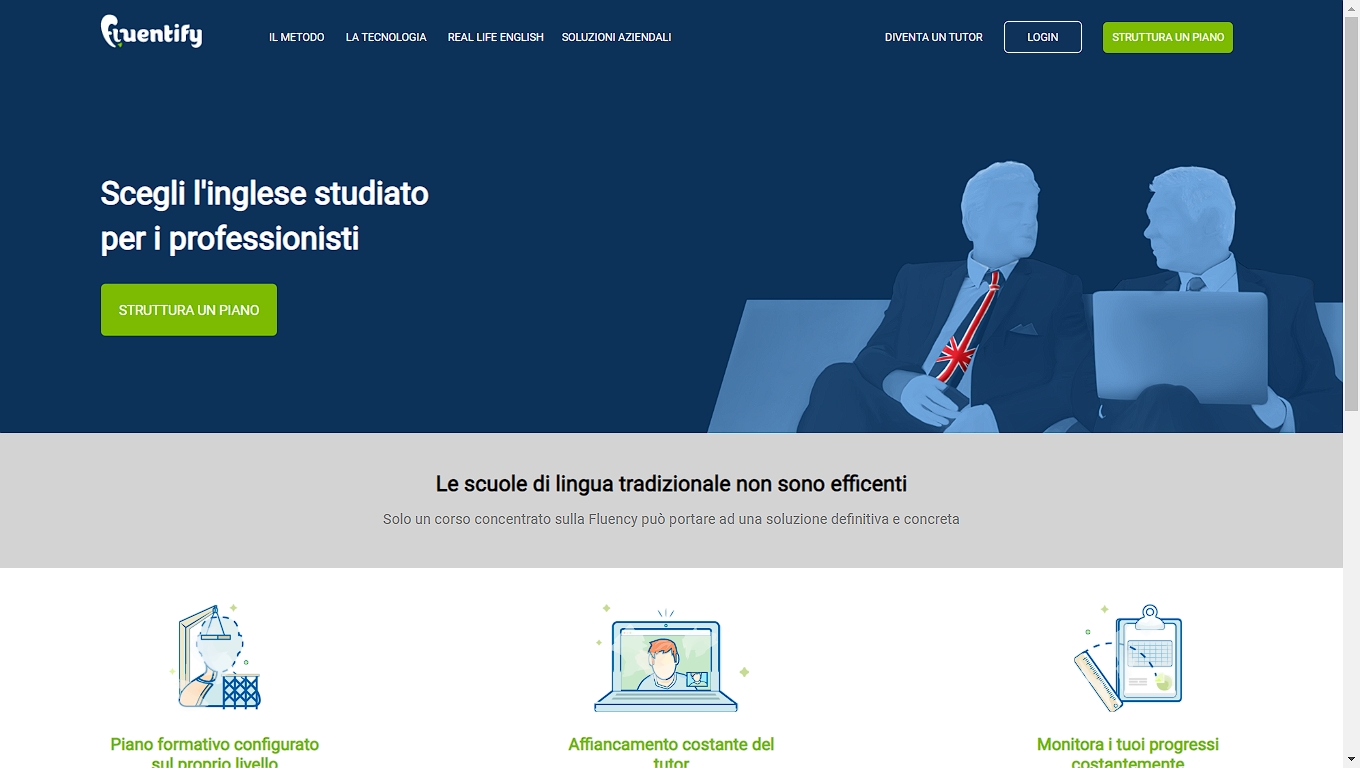 fluentify
IL METODO
LA TECNOLOGIA
REAL LIFE ENGLISH
SOLUZIONI AZIENDALI
DIVENTA UN TUTOR
LOGIN
STRUTTURA UN PIANO
Scegli l'inglese studiato
per i professionisti
STRUTTURA UN PIANO
Le scuole di lingua tradizionale non sono efficenti
Solo un corso concentrato sulla Fluency può portare ad una soluzione definitiva e concreta
Piano formativo configurato
sul proprio livello
Affiancamento costante del
tutor
Monitora i tuoi progressi
costantemente